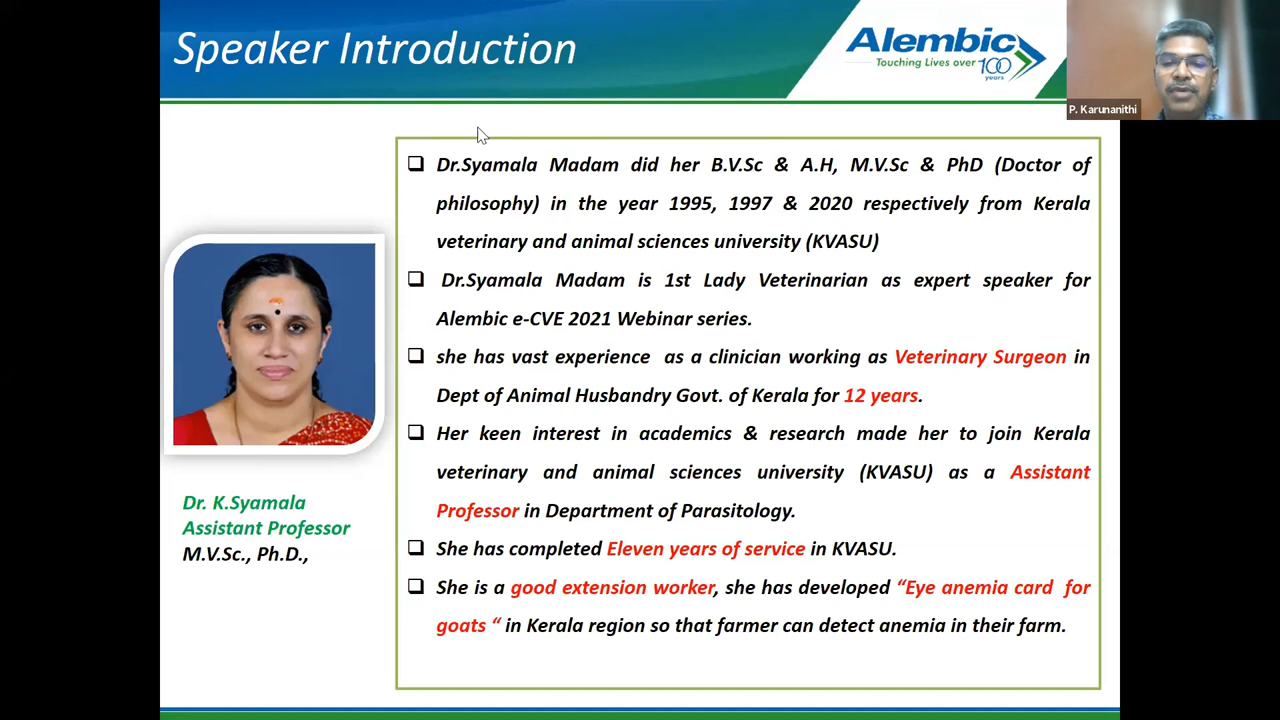 Speaker Introduction
Alembic
Touching Lives over 100
years
P. Karunanithi
Dr.Syamala Madam did her B.V.Sc & A.H, M.V.Sc & PhD (Doctor of
philosophy) in the year 1995, 1997 & 2020 respectively from Kerala
veterinary and animal sciences university (KVASU)
Dr.Syamala Madam is 1st Lady Veterinarian as expert speaker for
Alembic e-CVE 2021 Webinar series.
she has vast experience as a clinician working as Veterinary Surgeon in
Dept of Animal Husbandry Govt. of Kerala for 12 years.
Her keen interest in academics & research made her to join Kerala
veterinary and animal sciences university (KVASU) as a Assistant
Professor in Department of Parasitology.
She has completed Eleven years of service in KVASU.
She is a good extension worker, she has developed “Eye anemia card for
goats “ in Kerala region so that farmer can detect anemia in their farm.
Dr. K.Syamala
Assistant Professor
M.V.Sc., Ph.D.,